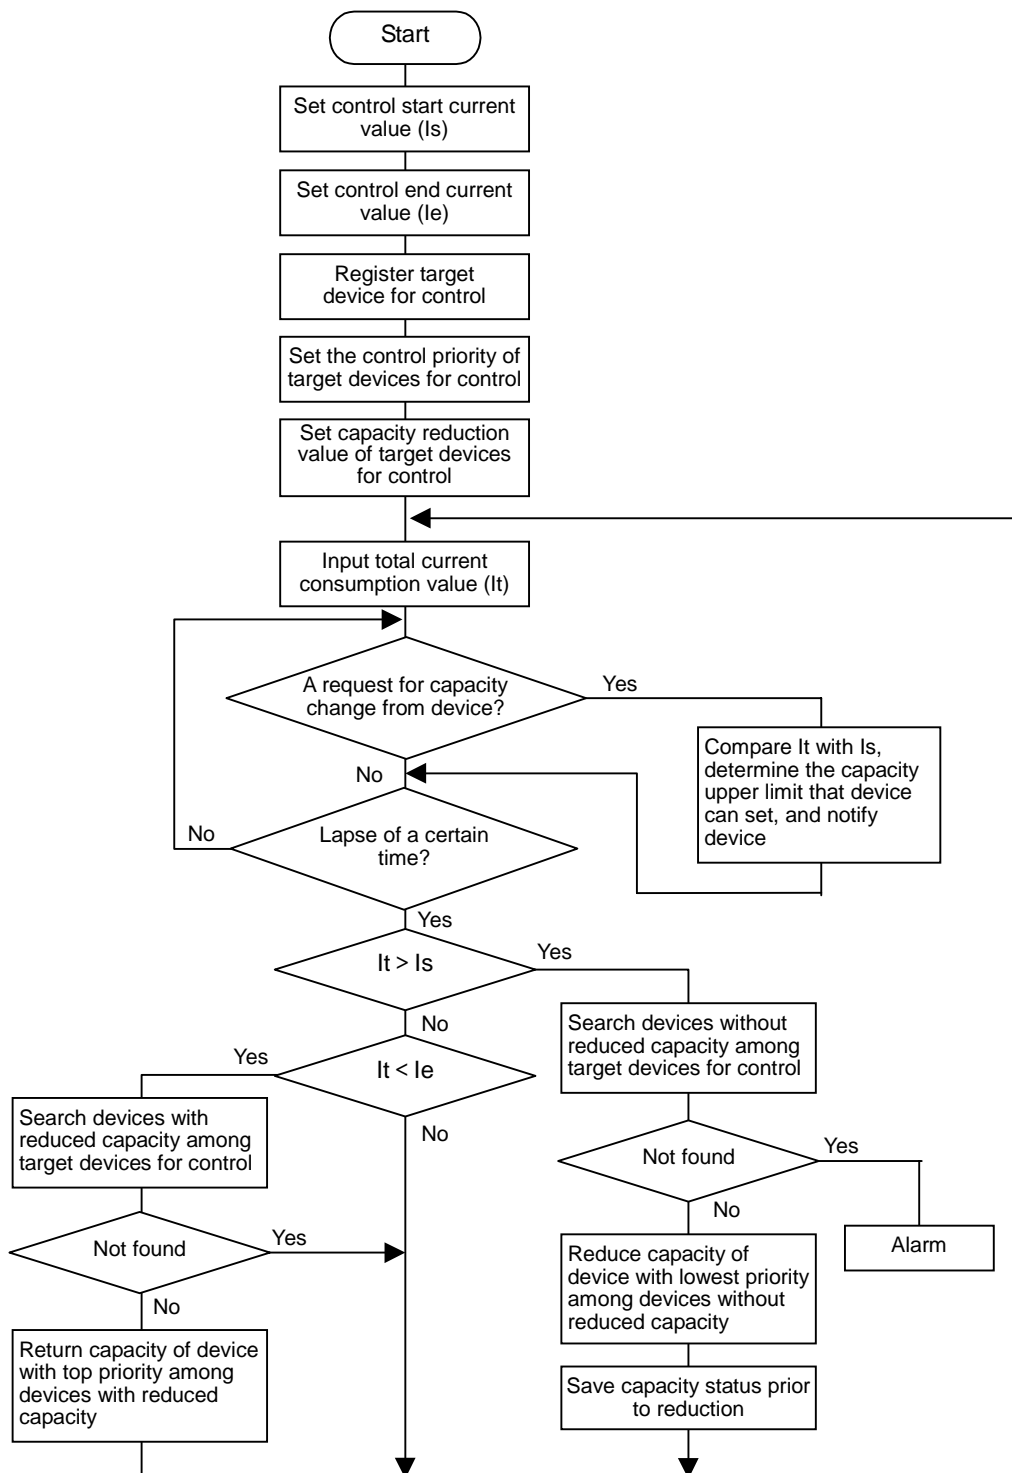 Start
Set control start current
value (Is)
Set control end current
value (Ie)
Register target
device for control
Set the control priority of
target devices for control
Set capacity reduction
value of target devices
for control
Input total current
consumption value (It)
A request for capacity
change from device?
Yes
No
Compare It with Is,
determine the capacity
upper limit that device
can set, and notify
device
Lapse of a certain
time?
No
Yes
It > Is
Yes
No
Search devices without
reduced capacity among
target devices for control
It < Ie
Yes
No
Search devices with
reduced capacity among
target devices for control
Not found
Yes
No
Alarm
Not found
Yes
No
Reduce capacity of
device with lowest priority
among devices without
reduced capacity
Return capacity of device
with top priority among
devices with reduced
capacity
Save capacity status prior
to reduction